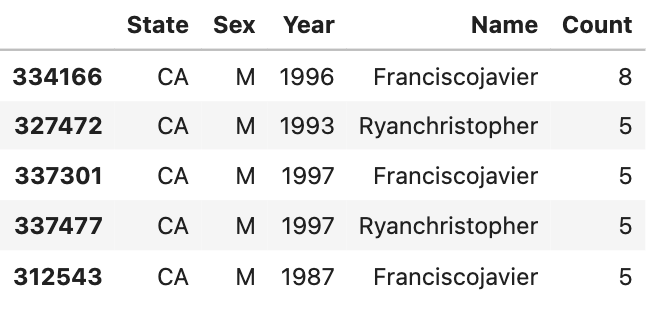 State Sex Year Name Count
334166 CA M 1996 Franciscojavier 8
327472 CA M 1993 Ryanchristopher 5
337301 CA M 1997 Franciscojavier 5
337477 CA M 1997 Ryanchristopher 5
312543 CA M 1987 Franciscojavier 5